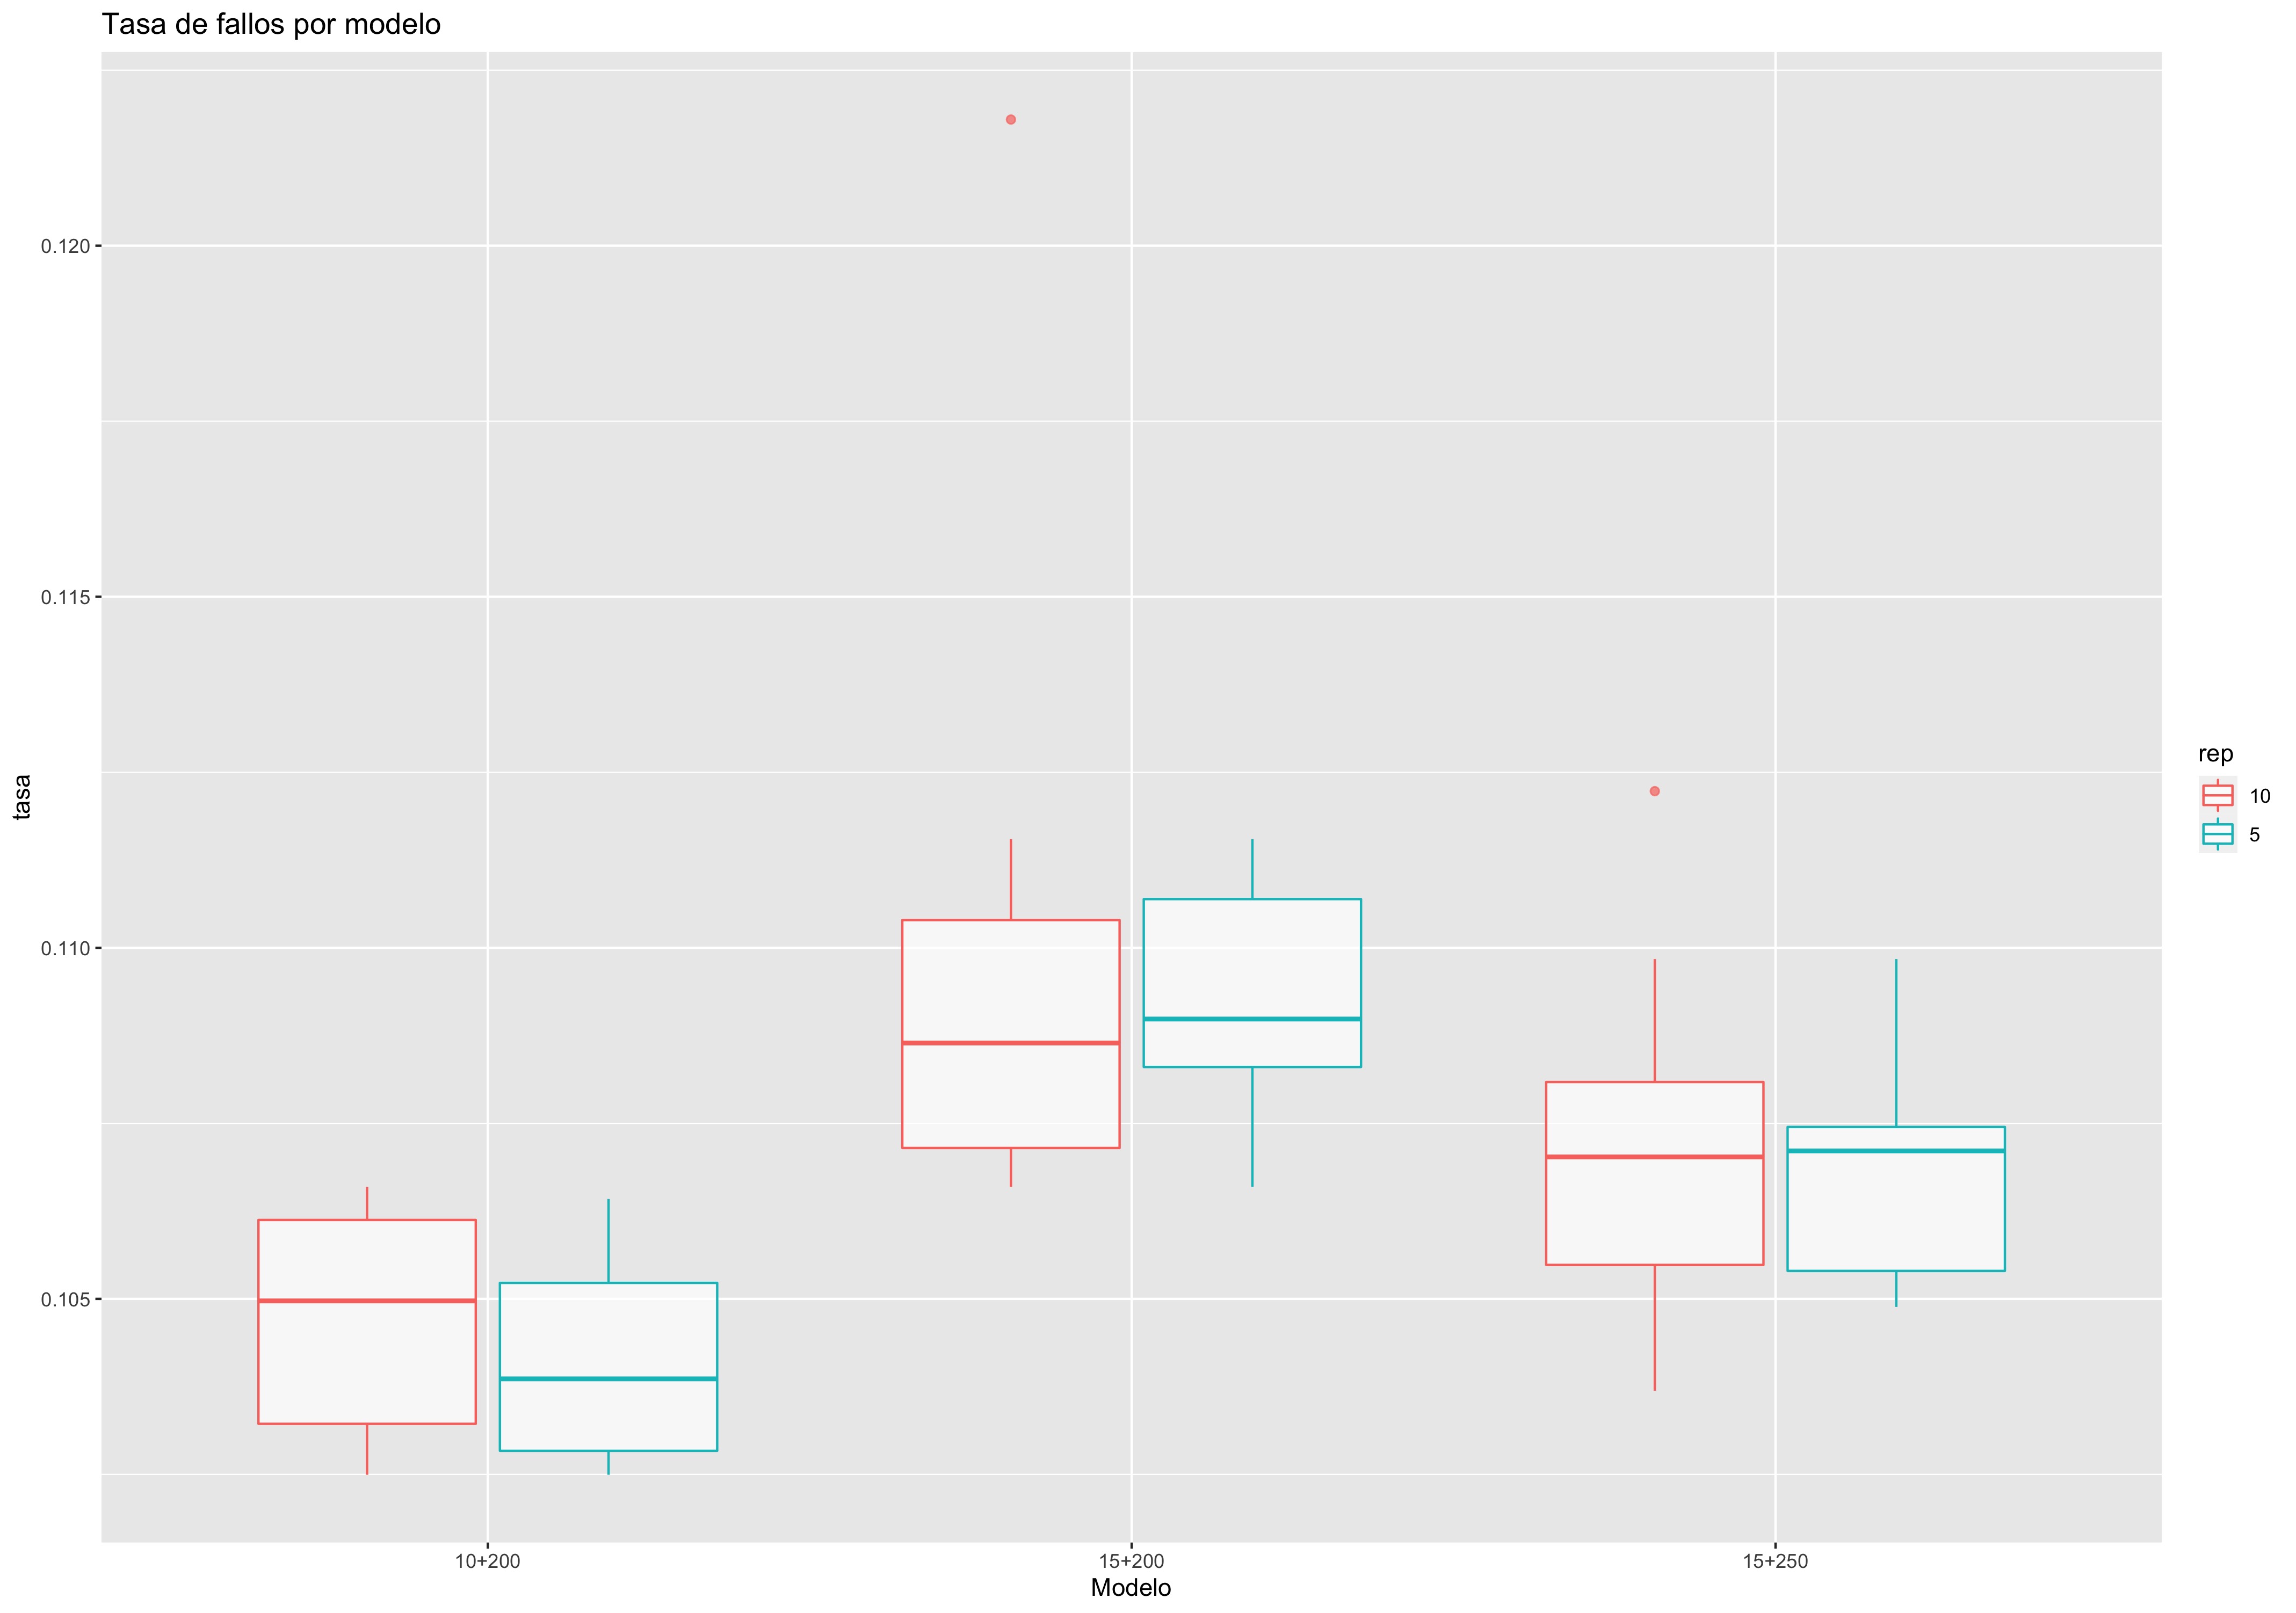 Tasa de fallos por modelo
0.120
0.115
0.110
0.105
tasa
10+200
15+200
15+250
Modelo
rep
10
5